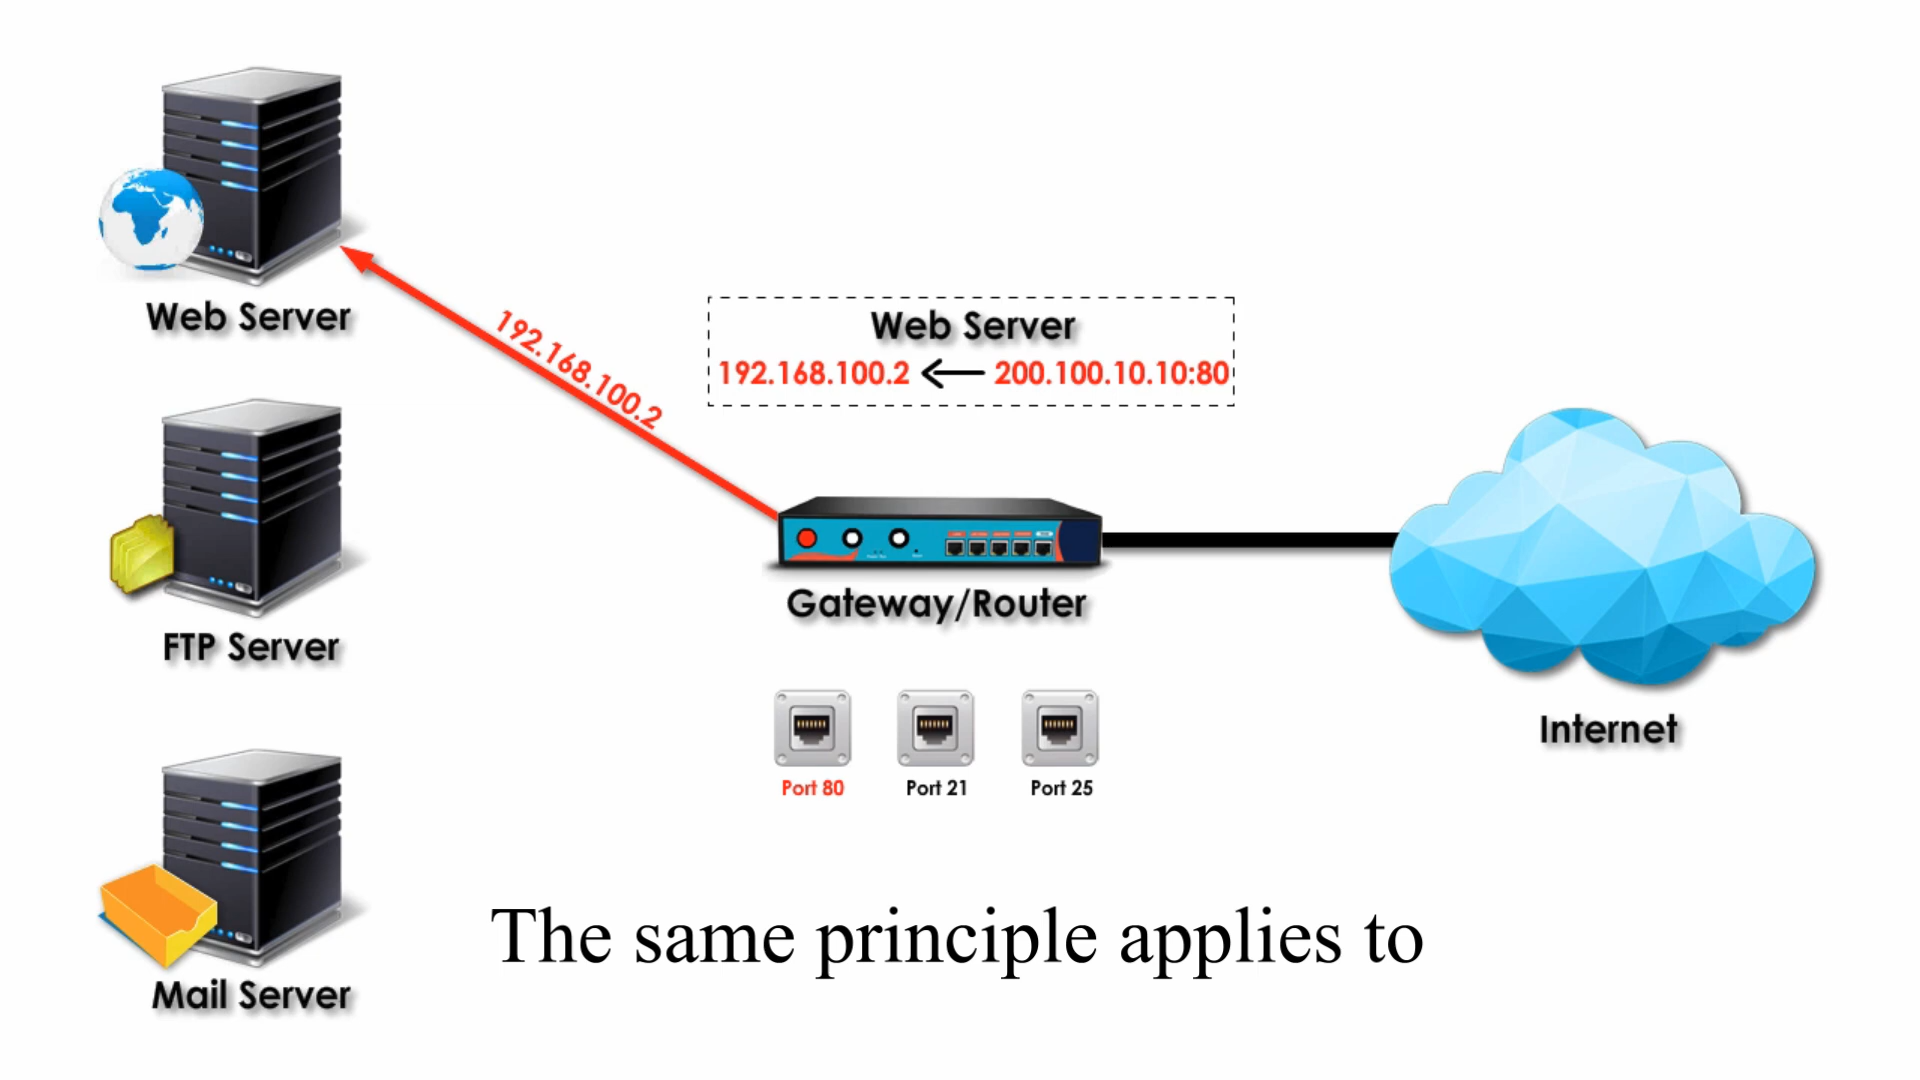 Web Server
192.168.100.2
Web Server
192.168.100.2 ← 200.100.10.10:80
FTP Server
Gateway/Router
Internet
Port 80
Port 21
Port 25
Mail Server
The same principle applies to